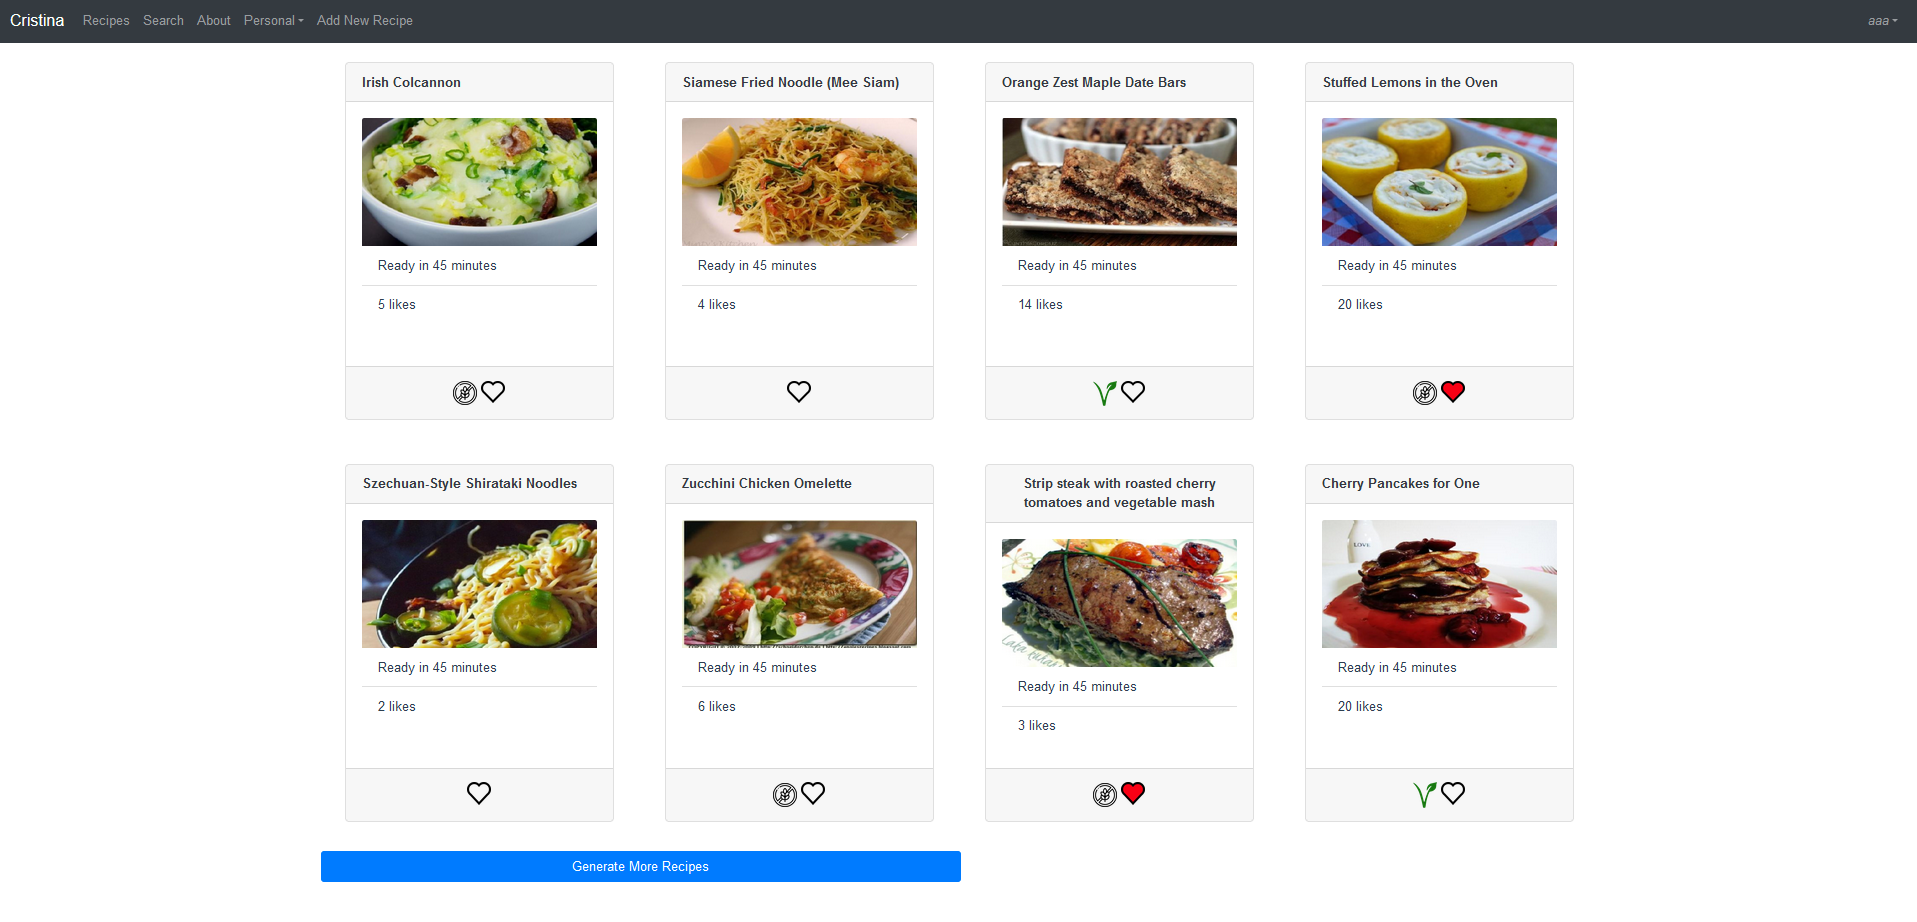 Cristina Recipes Search About Personal Add New Recipe aaa
Irish Colcannon
Siamese Fried Noodle (Mee Siam)
Orange Zest Maple Date Bars
Stuffed Lemons in the Oven
Ready in 45 minutes
Ready in 45 minutes
Ready in 45 minutes
Ready in 45 minutes
5 likes
4 likes
14 likes
20 likes
Szechuan-Style Shirataki Noodles
Zucchini Chicken Omelette
Strip steak with roasted cherry
tomatoes and vegetable mash
Cherry Pancakes for One
LOVE
Ready in 45 minutes
Ready in 45 minutes
Ready in 45 minutes
Ready in 45 minutes
2 likes
6 likes
3 likes
20 likes
Generate More Recipes